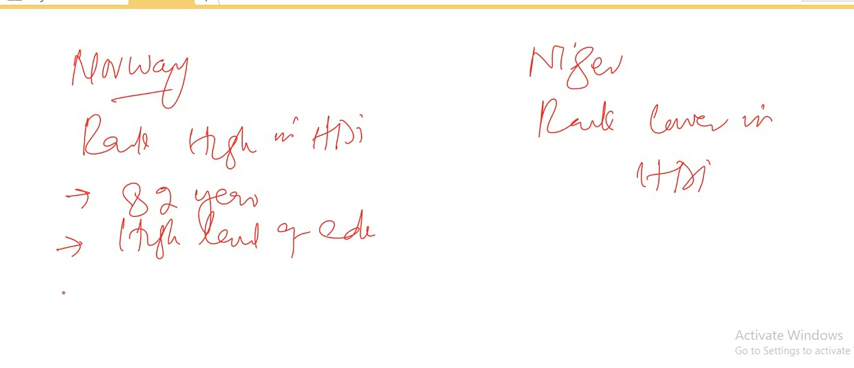 Norway
Rank High in HDi
→ 82 years
→ High level of edu
Niger
Rank lower in
HDi
Activate Windows
Go to Settings to activate